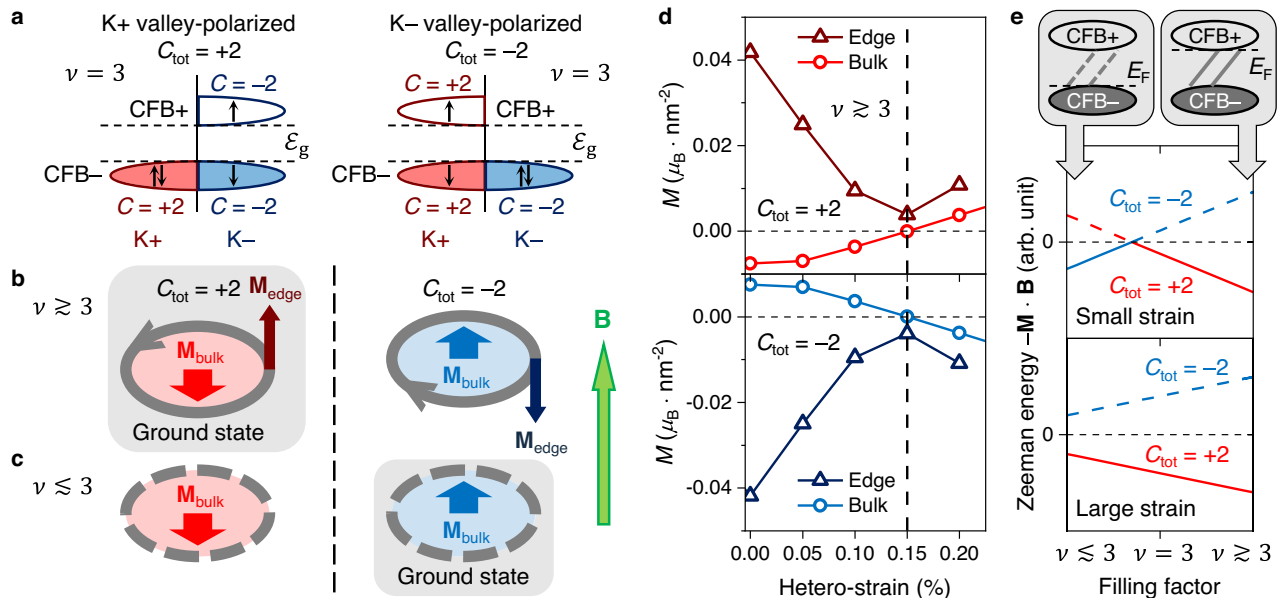 a
K+ valley-polarized
C_tot = +2
ν = 3
C = −2
CFB+
ℰ_g
CFB−
C = +2
C = −2
K+
K−
K− valley-polarized
C_tot = −2
ν = 3
C = +2
CFB+
ℰ_g
CFB−
C = +2
C = −2
K+
K−
b
ν ≳ 3
C_tot = +2
M_edge
M_bulk
Ground state
C_tot = −2
M_bulk
M_edge
B
c
ν ≲ 3
M_bulk
M_bulk
Ground state
d
Edge
Bulk
ν ≳ 3
C_tot = +2
0.04
0.02
0.00
M (μ_B · nm⁻²)
C_tot = −2
Edge
Bulk
0.00
-0.02
-0.04
M (μ_B · nm⁻²)
0.00 0.05 0.10 0.15 0.20
Hetero-strain (%)
e
CFB+
E_F
CFB−
CFB+
E_F
CFB−
C_tot = −2
0
C_tot = +2
Small strain
C_tot = −2
0
C_tot = +2
Large strain
Zeeman energy −M · B (arb. unit)
ν ≲ 3 ν = 3 ν ≳ 3
Filling factor